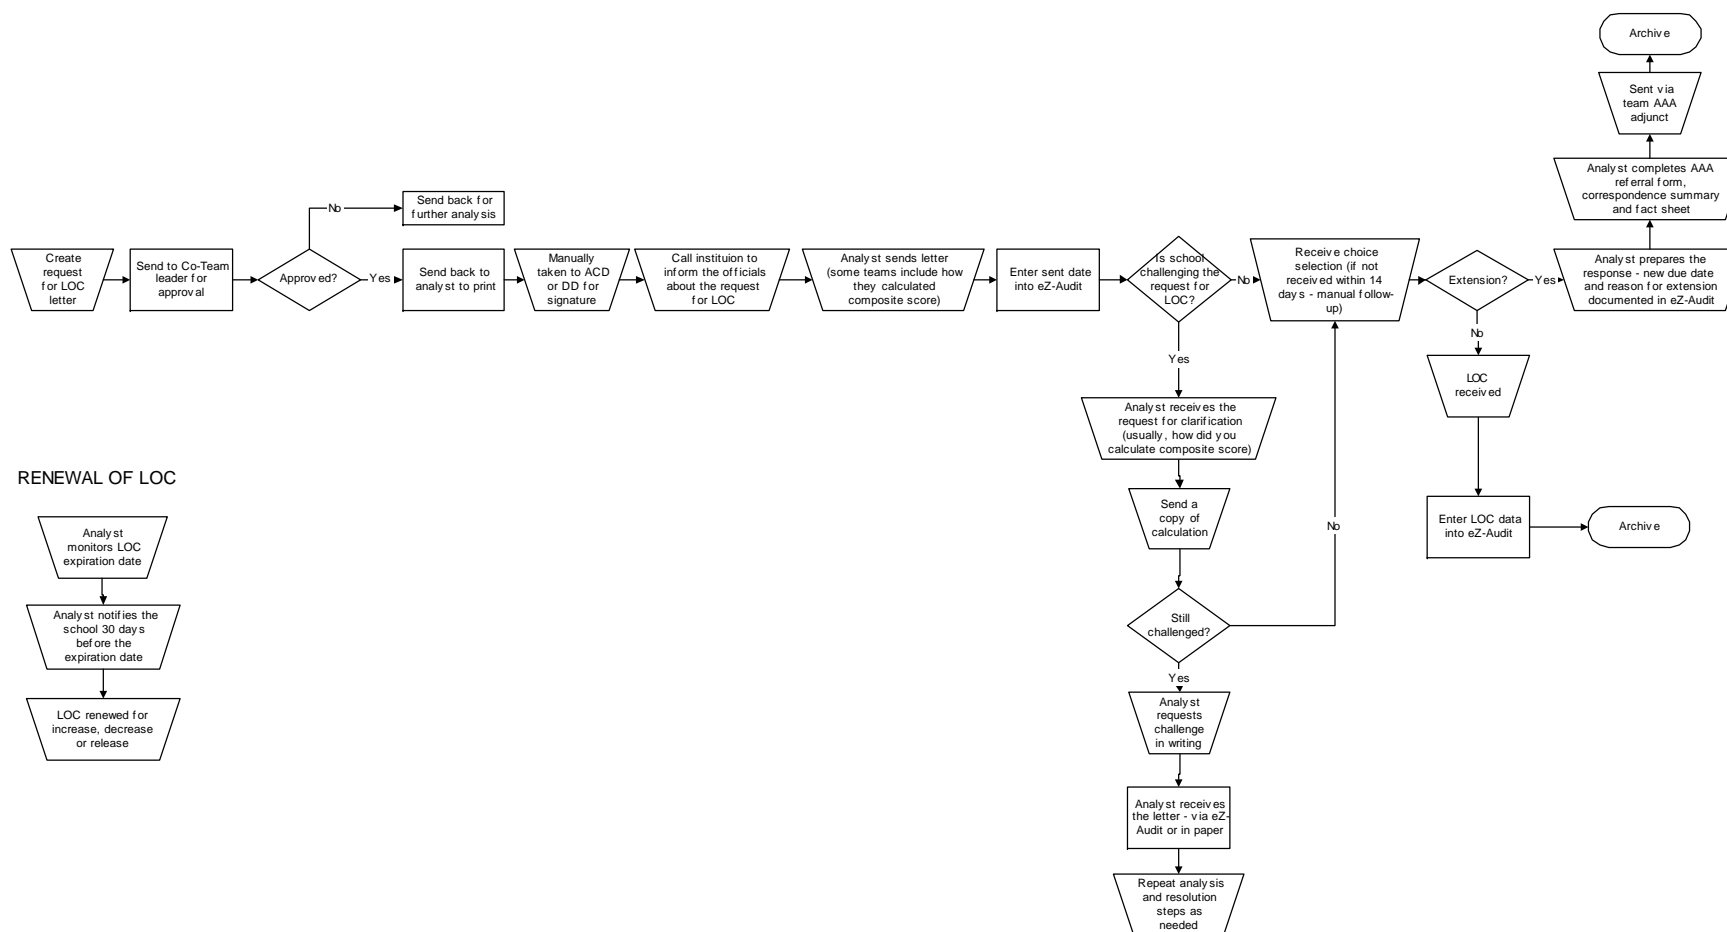 Archive
Sent via
team AAA
adjunct
Analyst completes AAA
referral form,
correspondence summary
and fact sheet
No
Send back for
further analysis
Create
request
for LOC
letter
Send to Co-Team
leader for
approval
Approved?
Yes
Send back to
analyst to print
Manually
taken to ACD
or DD for
signature
Call instituion to
inform the officials
about the request
for LOC
Analyst sends letter
(some teams include how
they calculated
composite score)
Enter sent date
into eZ-Audit
Is school
challenging the
request for
LOC?
No
Receive choice
selection (if not
received within 14
days - manual follow-
up)
Extension?
Yes
Analyst prepares the
response - new due date
and reason for extension
documented in eZ-Audit
No
LOC
received
Yes
Analyst receives the
request for clarification
(usually, how did you
calculate composite score)
Send a
copy of
calculation
No
Enter LOC data
into eZ-Audit
Archive
Still
challenged?
Yes
Analyst
requests
challenge
in writing
Analyst receives
the letter - via eZ-
Audit or in paper
Repeat analysis
and resolution
steps as
needed
RENEWAL OF LOC
Analyst
monitors LOC
expiration date
Analyst notifies the
school 30 days
before the
expiration date
LOC renewed for
increase, decrease
or release